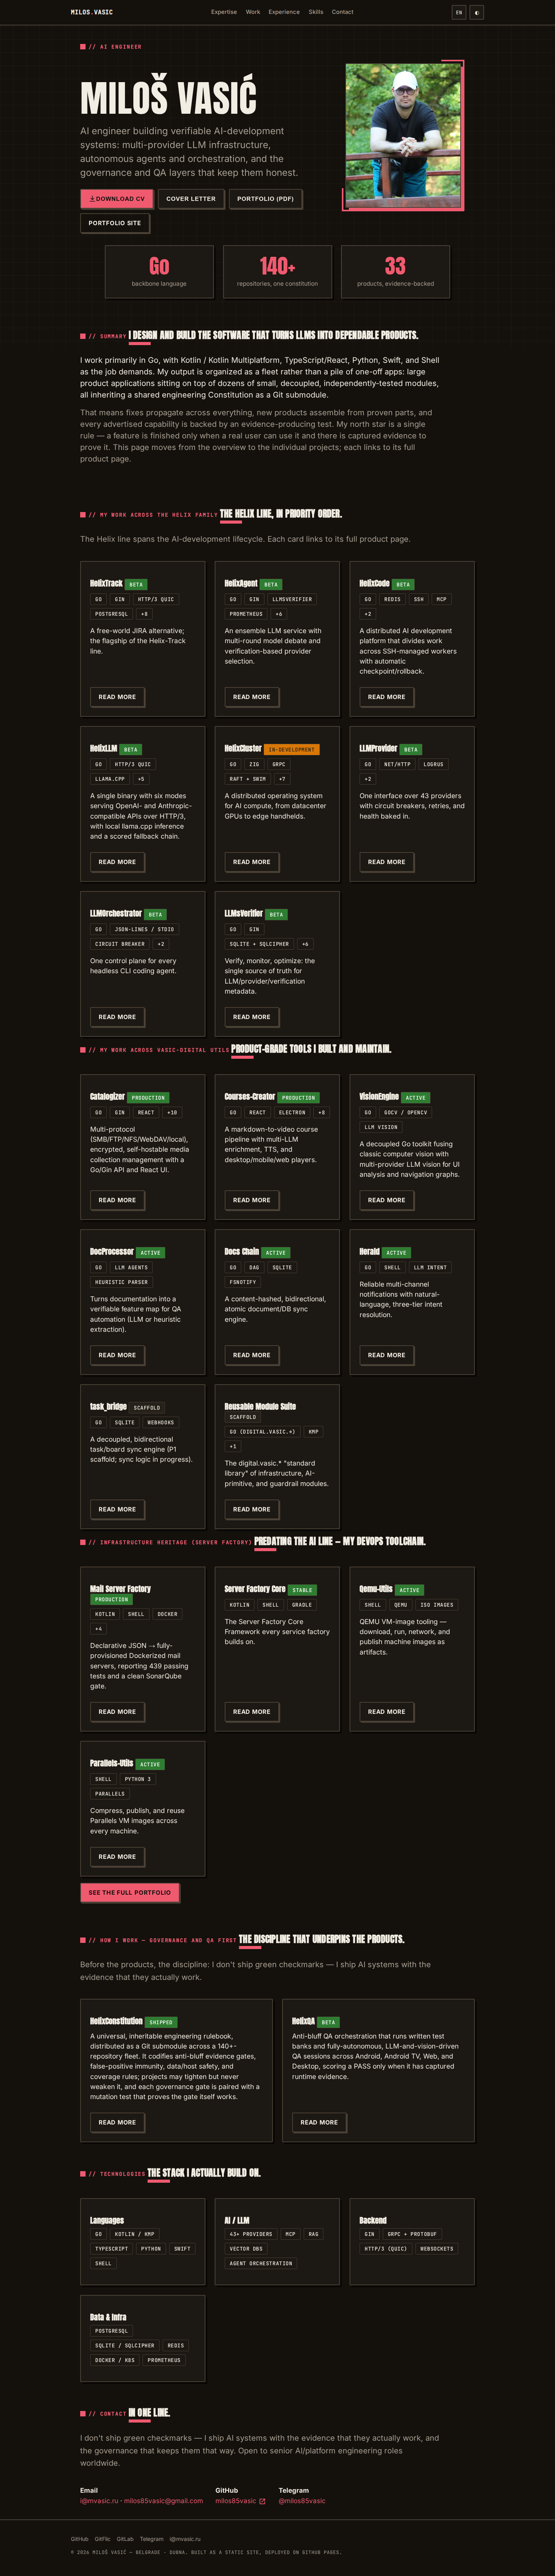 MILOS.VASIC
Expertise Work Experience Skills Contact
EN
// AI ENGINEER
MILOŠ VASIĆ
AI engineer building verifiable AI-development
systems: multi-provider LLM infrastructure,
autonomous agents and orchestration, and the
governance and QA layers that keep them honest.
DOWNLOAD CV
COVER LETTER
PORTFOLIO (PDF)
PORTFOLIO SITE
Go
backbone language
140+
repositories, one constitution
33
products, evidence-backed
// SUMMARY I DESIGN AND BUILD THE SOFTWARE THAT TURNS LLMS INTO DEPENDABLE PRODUCTS.
I work primarily in Go, with Kotlin / Kotlin Multiplatform, TypeScript/React, Python, Swift, and Shell
as the job demands. My output is organized as a fleet rather than a pile of one-off apps: large
product applications sitting on top of dozens of small, decoupled, independently-tested modules,
all inheriting a shared engineering Constitution as a Git submodule.
That means fixes propagate across everything, new products assemble from proven parts, and
every advertised capability is backed by an evidence-producing test. My north star is a single
rule — a feature is finished only when a real user can use it and there is captured evidence to
prove it. This page moves from the overview to the individual projects; each links to its full
product page.
// MY WORK ACROSS THE HELIX FAMILY THE HELIX LINE, IN PRIORITY ORDER.
The Helix line spans the AI-development lifecycle. Each card links to its full product page.
HelixTrack BETA
GO GIN HTTP/3 QUIC
POSTGRESQL +8
A free-world JIRA alternative;
the flagship of the Helix-Track
line.
READ MORE
HelixAgent BETA
GO GIN LLMSVERIFIER
PROMETHEUS +6
An ensemble LLM service with
multi-round model debate and
verification-based provider
selection.
READ MORE
HelixCode BETA
GO REDIS SSH MCP
+2
A distributed AI development
platform that divides work
across SSH-managed workers
with automatic
checkpoint/rollback.
READ MORE
HelixLLM BETA
GO HTTP/3 QUIC
LLAMA.CPP +5
A single binary with six modes
serving OpenAI- and Anthropic-
compatible APIs over HTTP/3,
with local llama.cpp inference
and a scored fallback chain.
READ MORE
HelixCluster IN-DEVELOPMENT
GO ZIG GRPC
RAFT + SWIM +7
A distributed operating system
for AI compute, from datacenter
GPUs to edge handhelds.
READ MORE
LLMProvider BETA
GO NET/HTTP LOGRUS
+2
One interface over 43 providers
with circuit breakers, retries, and
health baked in.
READ MORE
LLMOrchestrator BETA
GO JSON-LINES / STDIO
CIRCUIT BREAKER +2
One control plane for every
headless CLI coding agent.
READ MORE
LLMsVerifier BETA
GO GIN
SQLITE + SQLCIPHER +6
Verify, monitor, optimize: the
single source of truth for
LLM/provider/verification
metadata.
READ MORE
// MY WORK ACROSS VASIC-DIGITAL UTILS PRODUCT-GRADE TOOLS I BUILT AND MAINTAIN.
Catalogizer PRODUCTION
GO GIN REACT +10
Multi-protocol
(SMB/FTP/NFS/WebDAV/local),
encrypted, self-hostable media
collection management with a
Go/Gin API and React UI.
READ MORE
Courses-Creator PRODUCTION
GO REACT ELECTRON +8
A markdown-to-video course
pipeline with multi-LLM
enrichment, TTS, and
desktop/mobile/web players.
READ MORE
VisionEngine ACTIVE
GO GOCV / OPENCV
LLM VISION
A decoupled Go toolkit fusing
classic computer vision with
multi-provider LLM vision for UI
analysis and navigation graphs.
READ MORE
DocProcessor ACTIVE
GO LLM AGENTS
HEURISTIC PARSER
Turns documentation into a
verifiable feature map for QA
automation (LLM or heuristic
extraction).
READ MORE
Docs Chain ACTIVE
GO DAG SQLITE
FSNOTIFY
A content-hashed, bidirectional,
atomic document/DB sync
engine.
READ MORE
Herald ACTIVE
GO SHELL LLM INTENT
Reliable multi-channel
notifications with natural-
language, three-tier intent
resolution.
READ MORE
task_bridge SCAFFOLD
GO SQLITE WEBHOOKS
A decoupled, bidirectional
task/board sync engine (P1
scaffold; sync logic in progress).
READ MORE
Reusable Module Suite
SCAFFOLD
GO (DIGITAL.VASIC.*) KMP
+1
The digital.vasic.* "standard
library" of infrastructure, AI-
primitive, and guardrail modules.
READ MORE
// INFRASTRUCTURE HERITAGE (SERVER FACTORY) PREDATING THE AI LINE — MY DEVOPS TOOLCHAIN.
Mail Server Factory
PRODUCTION
KOTLIN SHELL DOCKER
+4
Declarative JSON → fully-
provisioned Dockerized mail
servers, reporting 439 passing
tests and a clean SonarQube
gate.
READ MORE
Server Factory Core STABLE
KOTLIN SHELL GRADLE
The Server Factory Core
Framework every service factory
builds on.
READ MORE
Qemu-Utils ACTIVE
SHELL QEMU ISO IMAGES
QEMU VM-image tooling —
download, run, network, and
publish machine images as
artifacts.
READ MORE
Parallels-Utils ACTIVE
SHELL PYTHON 3
PARALLELS
Compress, publish, and reuse
Parallels VM images across
every machine.
READ MORE
SEE THE FULL PORTFOLIO
// HOW I WORK — GOVERNANCE AND QA FIRST THE DISCIPLINE THAT UNDERPINS THE PRODUCTS.
Before the products, the discipline: I don't ship green checkmarks — I ship AI systems with the
evidence that they actually work.
HelixConstitution SHIPPED
A universal, inheritable engineering rulebook,
distributed as a Git submodule across a 140+-
repository fleet. It codifies anti-bluff evidence gates,
false-positive immunity, data/host safety, and
coverage rules; projects may tighten but never
weaken it, and each governance gate is paired with a
mutation test that proves the gate itself works.
READ MORE
HelixQA BETA
Anti-bluff QA orchestration that runs written test
banks and fully-autonomous, LLM-and-vision-driven
QA sessions across Android, Android TV, Web, and
Desktop, scoring a PASS only when it has captured
runtime evidence.
READ MORE
// TECHNOLOGIES THE STACK I ACTUALLY BUILD ON.
Languages
GO KOTLIN / KMP
TYPESCRIPT PYTHON SWIFT
SHELL
AI / LLM
43+ PROVIDERS MCP RAG
VECTOR DBS
AGENT ORCHESTRATION
Backend
GIN GRPC + PROTOBUF
HTTP/3 (QUIC) WEBSOCKETS
Data & Infra
POSTGRESQL
SQLITE / SQLCIPHER REDIS
DOCKER / K8S PROMETHEUS
// CONTACT IN ONE LINE.
I don't ship green checkmarks — I ship AI systems with the evidence that they actually work, and
the governance that keeps them that way. Open to senior AI/platform engineering roles
worldwide.
Email
i@mvasic.ru · milos85vasic@gmail.com
GitHub
milos85vasic
Telegram
@milos85vasic
GitHub GitFlic GitLab Telegram i@mvasic.ru
© 2026 MILOŠ VASIĆ — BELGRADE · DUBNA. BUILT AS A STATIC SITE, DEPLOYED ON GITHUB PAGES.